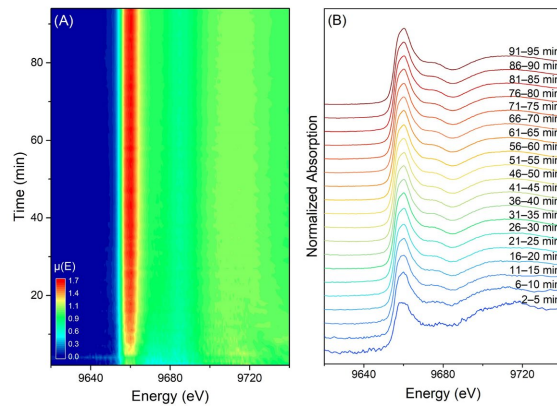 (A)
80
60
40
20
Time (min)
μ(E)
1.7
1.5
1.2
0.9
0.6
0.3
0.0
9640
9680
9720
Energy (eV)
(B)
Normalized Absorption
91–95 min
86–90 min
81–85 min
76–80 min
71–75 min
66–70 min
61–65 min
56–60 min
51–55 min
46–50 min
41–45 min
36–40 min
31–35 min
26–30 min
21–25 min
16–20 min
11–15 min
6–10 min
2–5 min
9640
9680
9720
Energy (eV)